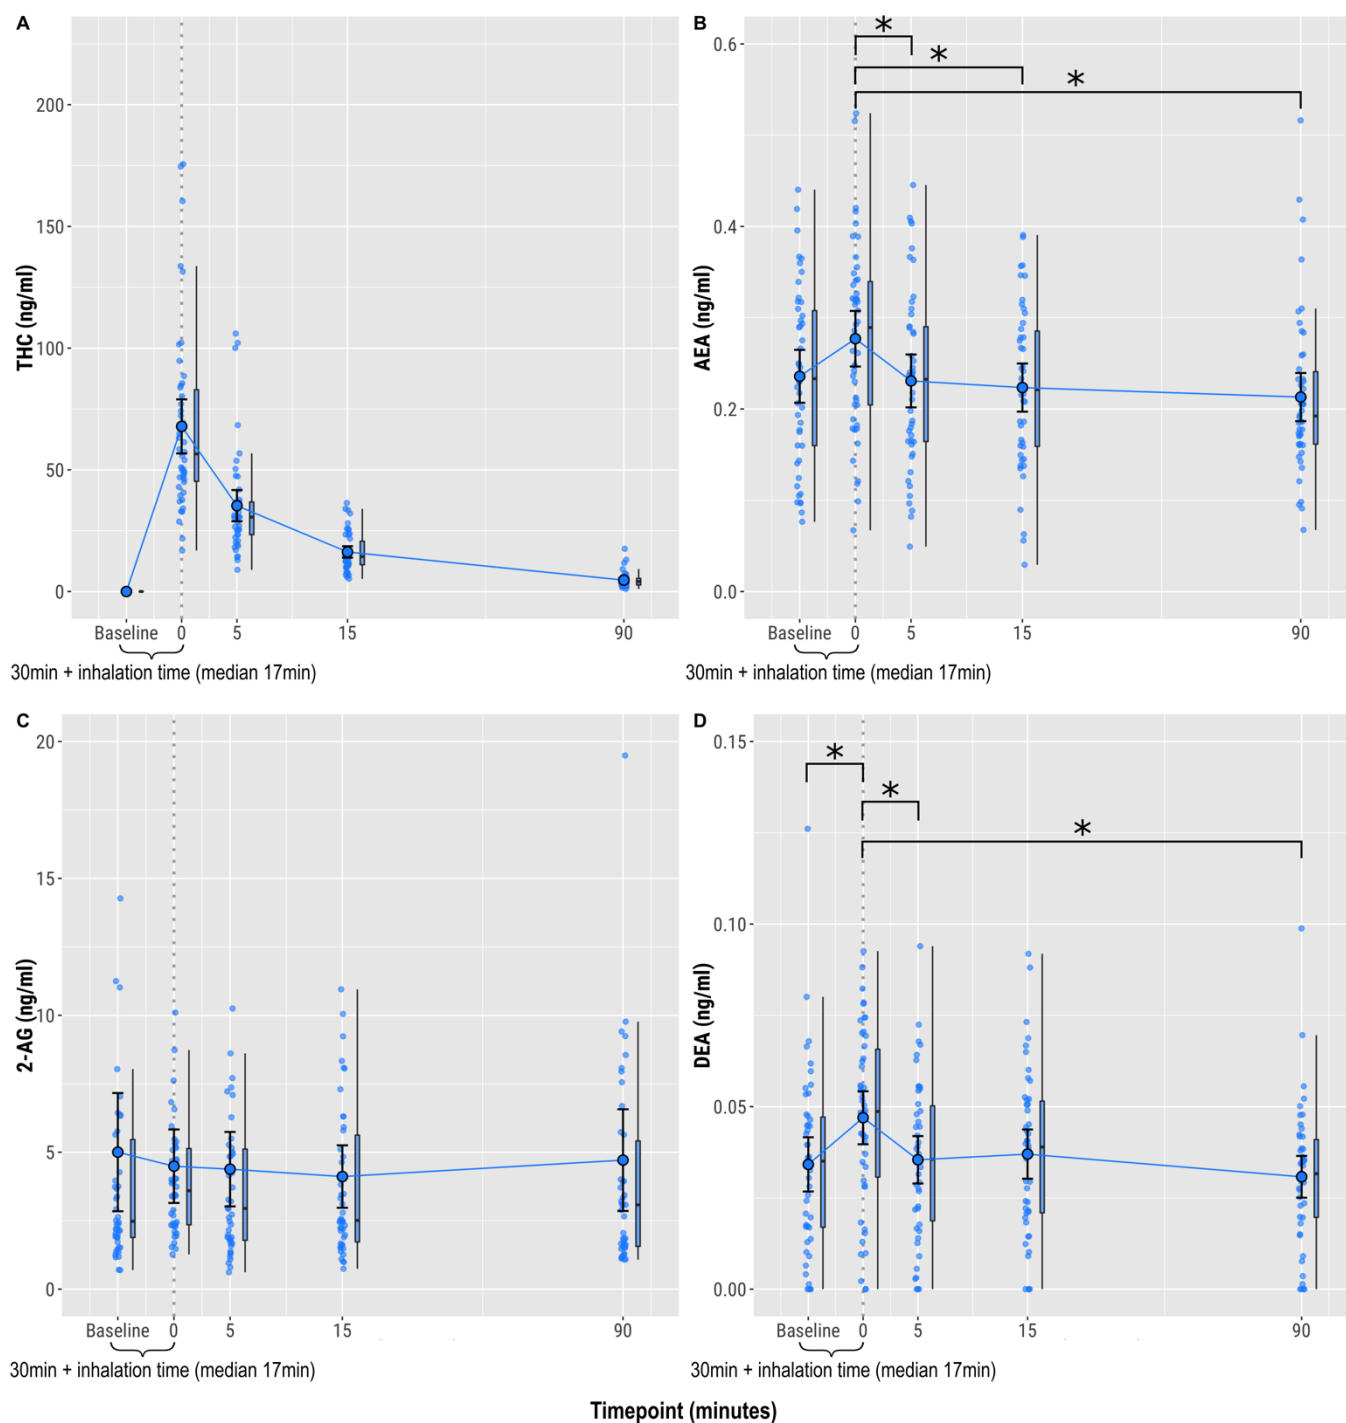 A
THC (ng/ml)
200
150
100
50
0
Baseline 0 5 15 90
30min + inhalation time (median 17min)
B
AEA (ng/ml)
0.6
0.4
0.2
0.0
* * *
Baseline 0 5 15 90
30min + inhalation time (median 17min)
C
2-AG (ng/ml)
20
15
10
5
0
Baseline 0 5 15 90
30min + inhalation time (median 17min)
D
DEA (ng/ml)
0.15
0.10
0.05
0.00
* * *
Baseline 0 5 15 90
30min + inhalation time (median 17min)
Timepoint (minutes)